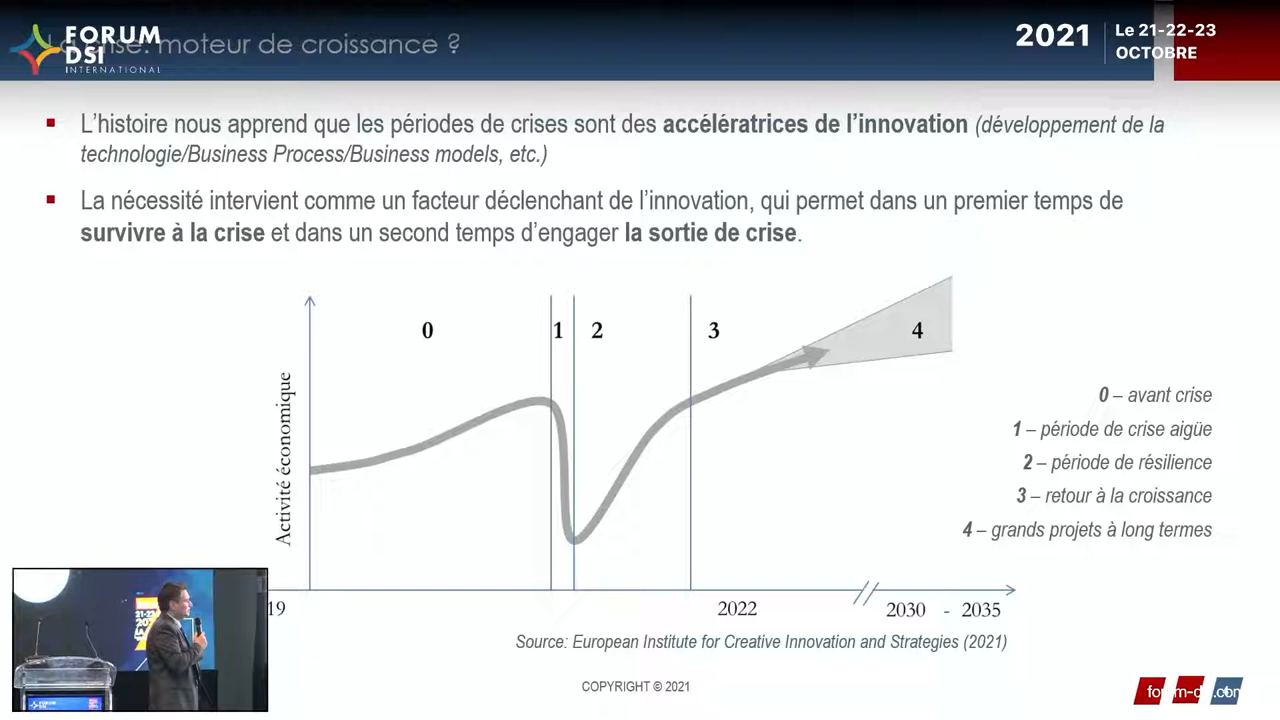 FORUM
DSI
INTERNATIONAL
moteur de croissance ?
2021
Le 21-22-23
OCTOBRE
L'histoire nous apprend que les périodes de crises sont des accélératrices de l'innovation (développement de la
technologie/Business Process/Business models, etc.)
La nécessité intervient comme un facteur déclenchant de l'innovation, qui permet dans un premier temps de
survivre à la crise et dans un second temps d'engager la sortie de crise.
0 1 2 3 4
Activité économique
0 – avant crise
1 – période de crise aigüe
2 – période de résilience
3 – retour à la croissance
4 – grands projets à long termes
19 2022 2030 - 2035
Source: European Institute for Creative Innovation and Strategies (2021)
COPYRIGHT © 2021